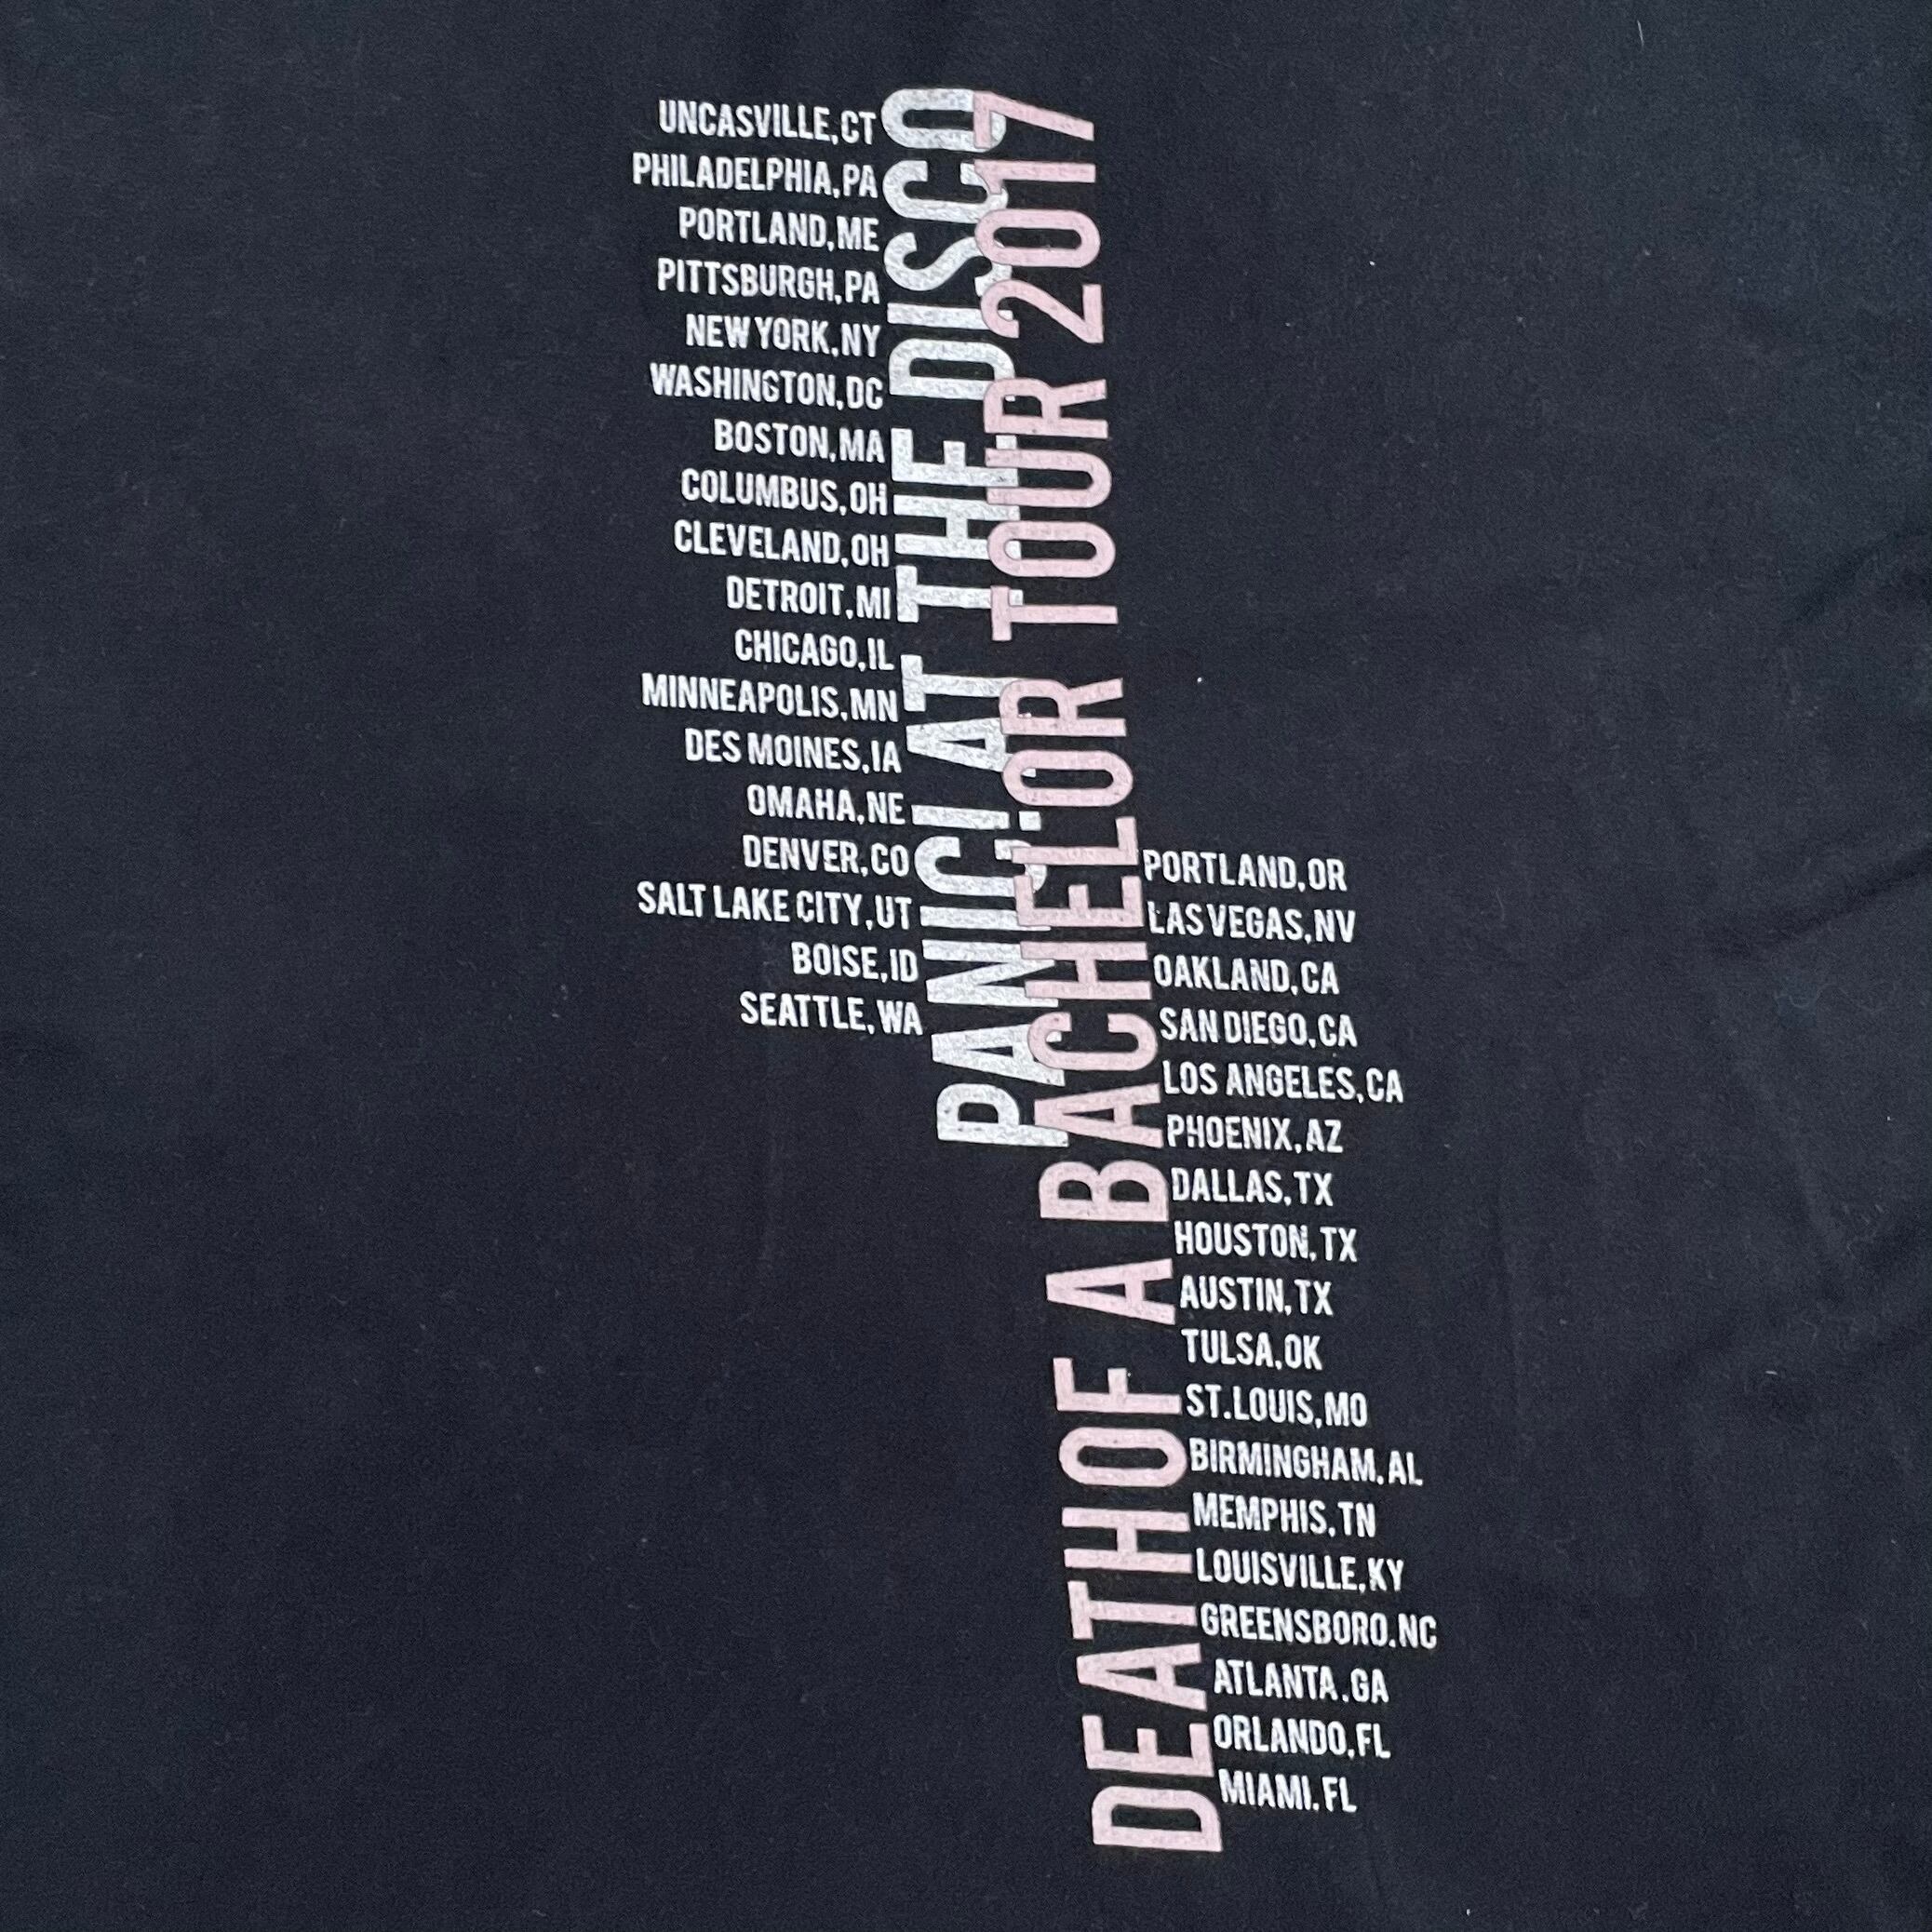 UNCASVILLE, CT
PHILADELPHIA, PA
PORTLAND, ME
PITTSBURGH, PA
NEW YORK, NY
WASHINGTON, DC
BOSTON, MA
COLUMBUS, OH
CLEVELAND, OH
DETROIT, MI
CHICAGO, IL
MINNEAPOLIS, MN
DES MOINES, IA
OMAHA, NE
DENVER, CO
SALT LAKE CITY, UT
BOISE, ID
SEATTLE, WA
PANIC! AT THE DISCO
DEATH OF A BACHELOR TOUR 2017
PORTLAND, OR
LAS VEGAS, NV
OAKLAND, CA
SAN DIEGO, CA
LOS ANGELES, CA
PHOENIX, AZ
DALLAS, TX
HOUSTON, TX
AUSTIN, TX
TULSA, OK
ST. LOUIS, MO
BIRMINGHAM, AL
MEMPHIS, TN
LOUISVILLE, KY
GREENSBORO, NC
ATLANTA, GA
ORLANDO, FL
MIAMI, FL